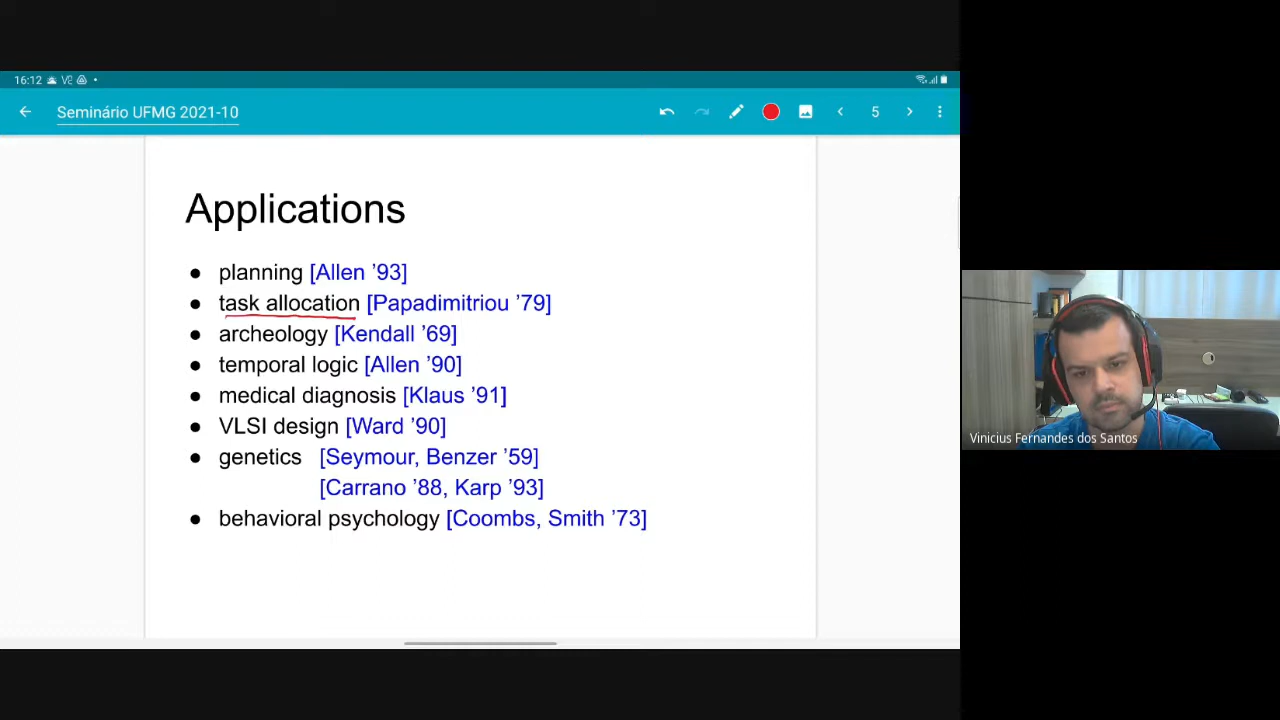 16:12
Seminário UFMG 2021-10
5
Applications
● planning [Allen ’93]
● task allocation [Papadimitriou ’79]
● archeology [Kendall ’69]
● temporal logic [Allen ’90]
● medical diagnosis [Klaus ’91]
● VLSI design [Ward ’90]
● genetics [Seymour, Benzer ’59]
[Carrano ’88, Karp ’93]
● behavioral psychology [Coombs, Smith ’73]
Vinicius Fernandes dos Santos